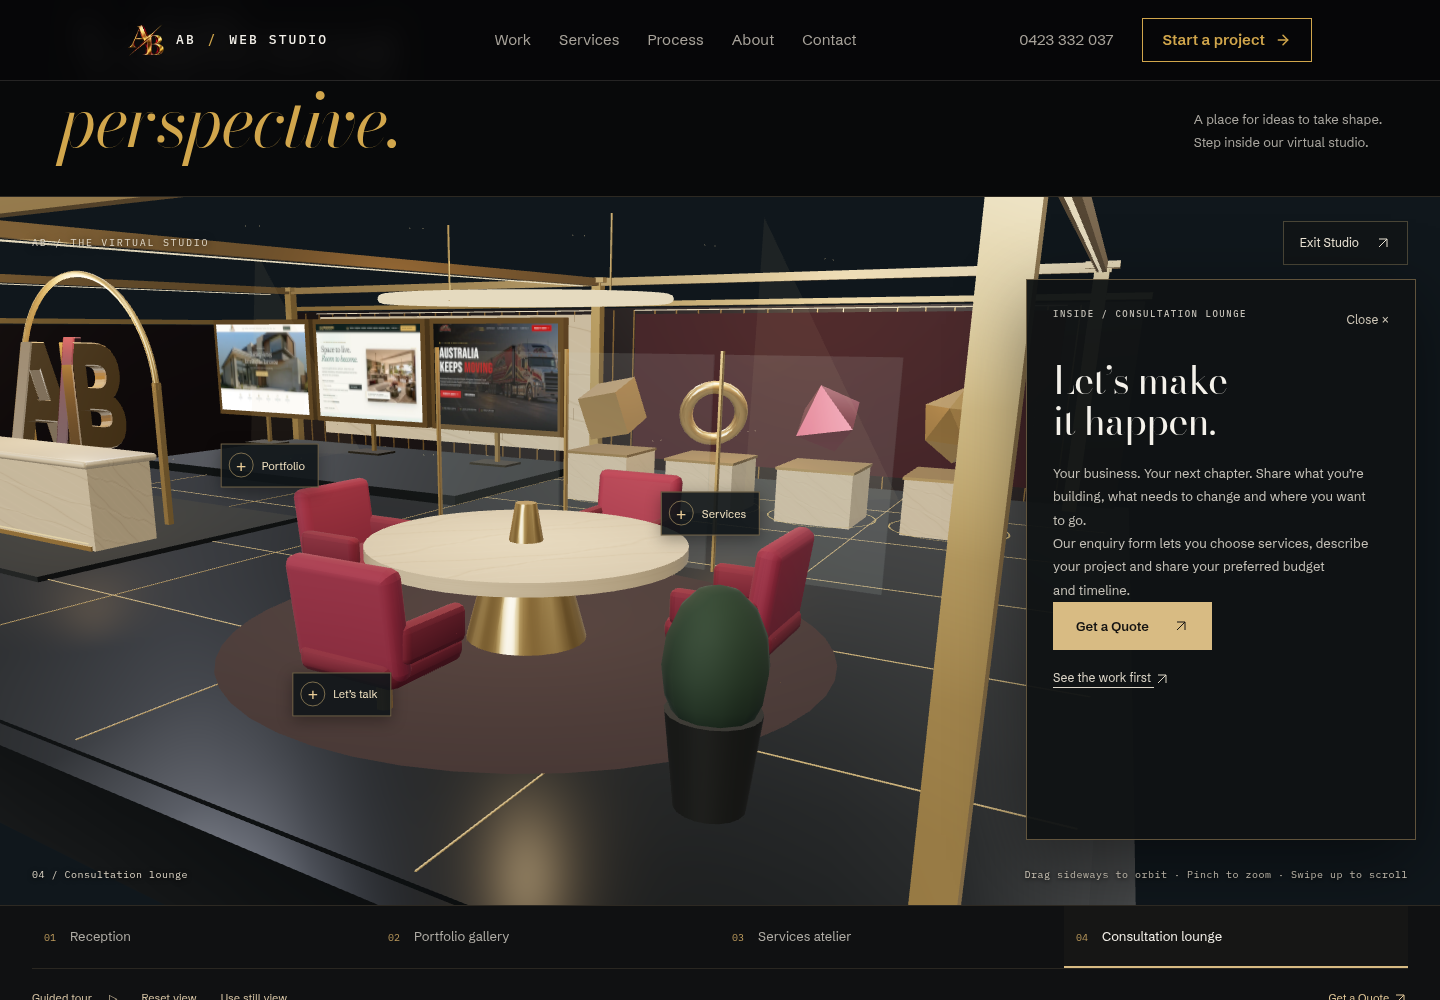 AB / WEB STUDIO
Work
Services
Process
About
Contact
0423 332 037
Start a project
perspective.
A place for ideas to take shape.
Step inside our virtual studio.
AB / THE VIRTUAL STUDIO
Exit Studio
AB
AUSTRALIA
KEEPS MOVING
Portfolio
Services
Let's talk
INSIDE / CONSULTATION LOUNGE
Close ×
Let's make
it happen.
Your business. Your next chapter. Share what you're
building, what needs to change and where you want
to go.
Our enquiry form lets you choose services, describe
your project and share your preferred budget
and timeline.
Get a Quote
See the work first
04 / Consultation lounge
Drag sideways to orbit · Pinch to zoom · Swipe up to scroll
01 Reception
02 Portfolio gallery
03 Services atelier
04 Consultation lounge
Guided tour
Reset view
Use still view
Get a Quote